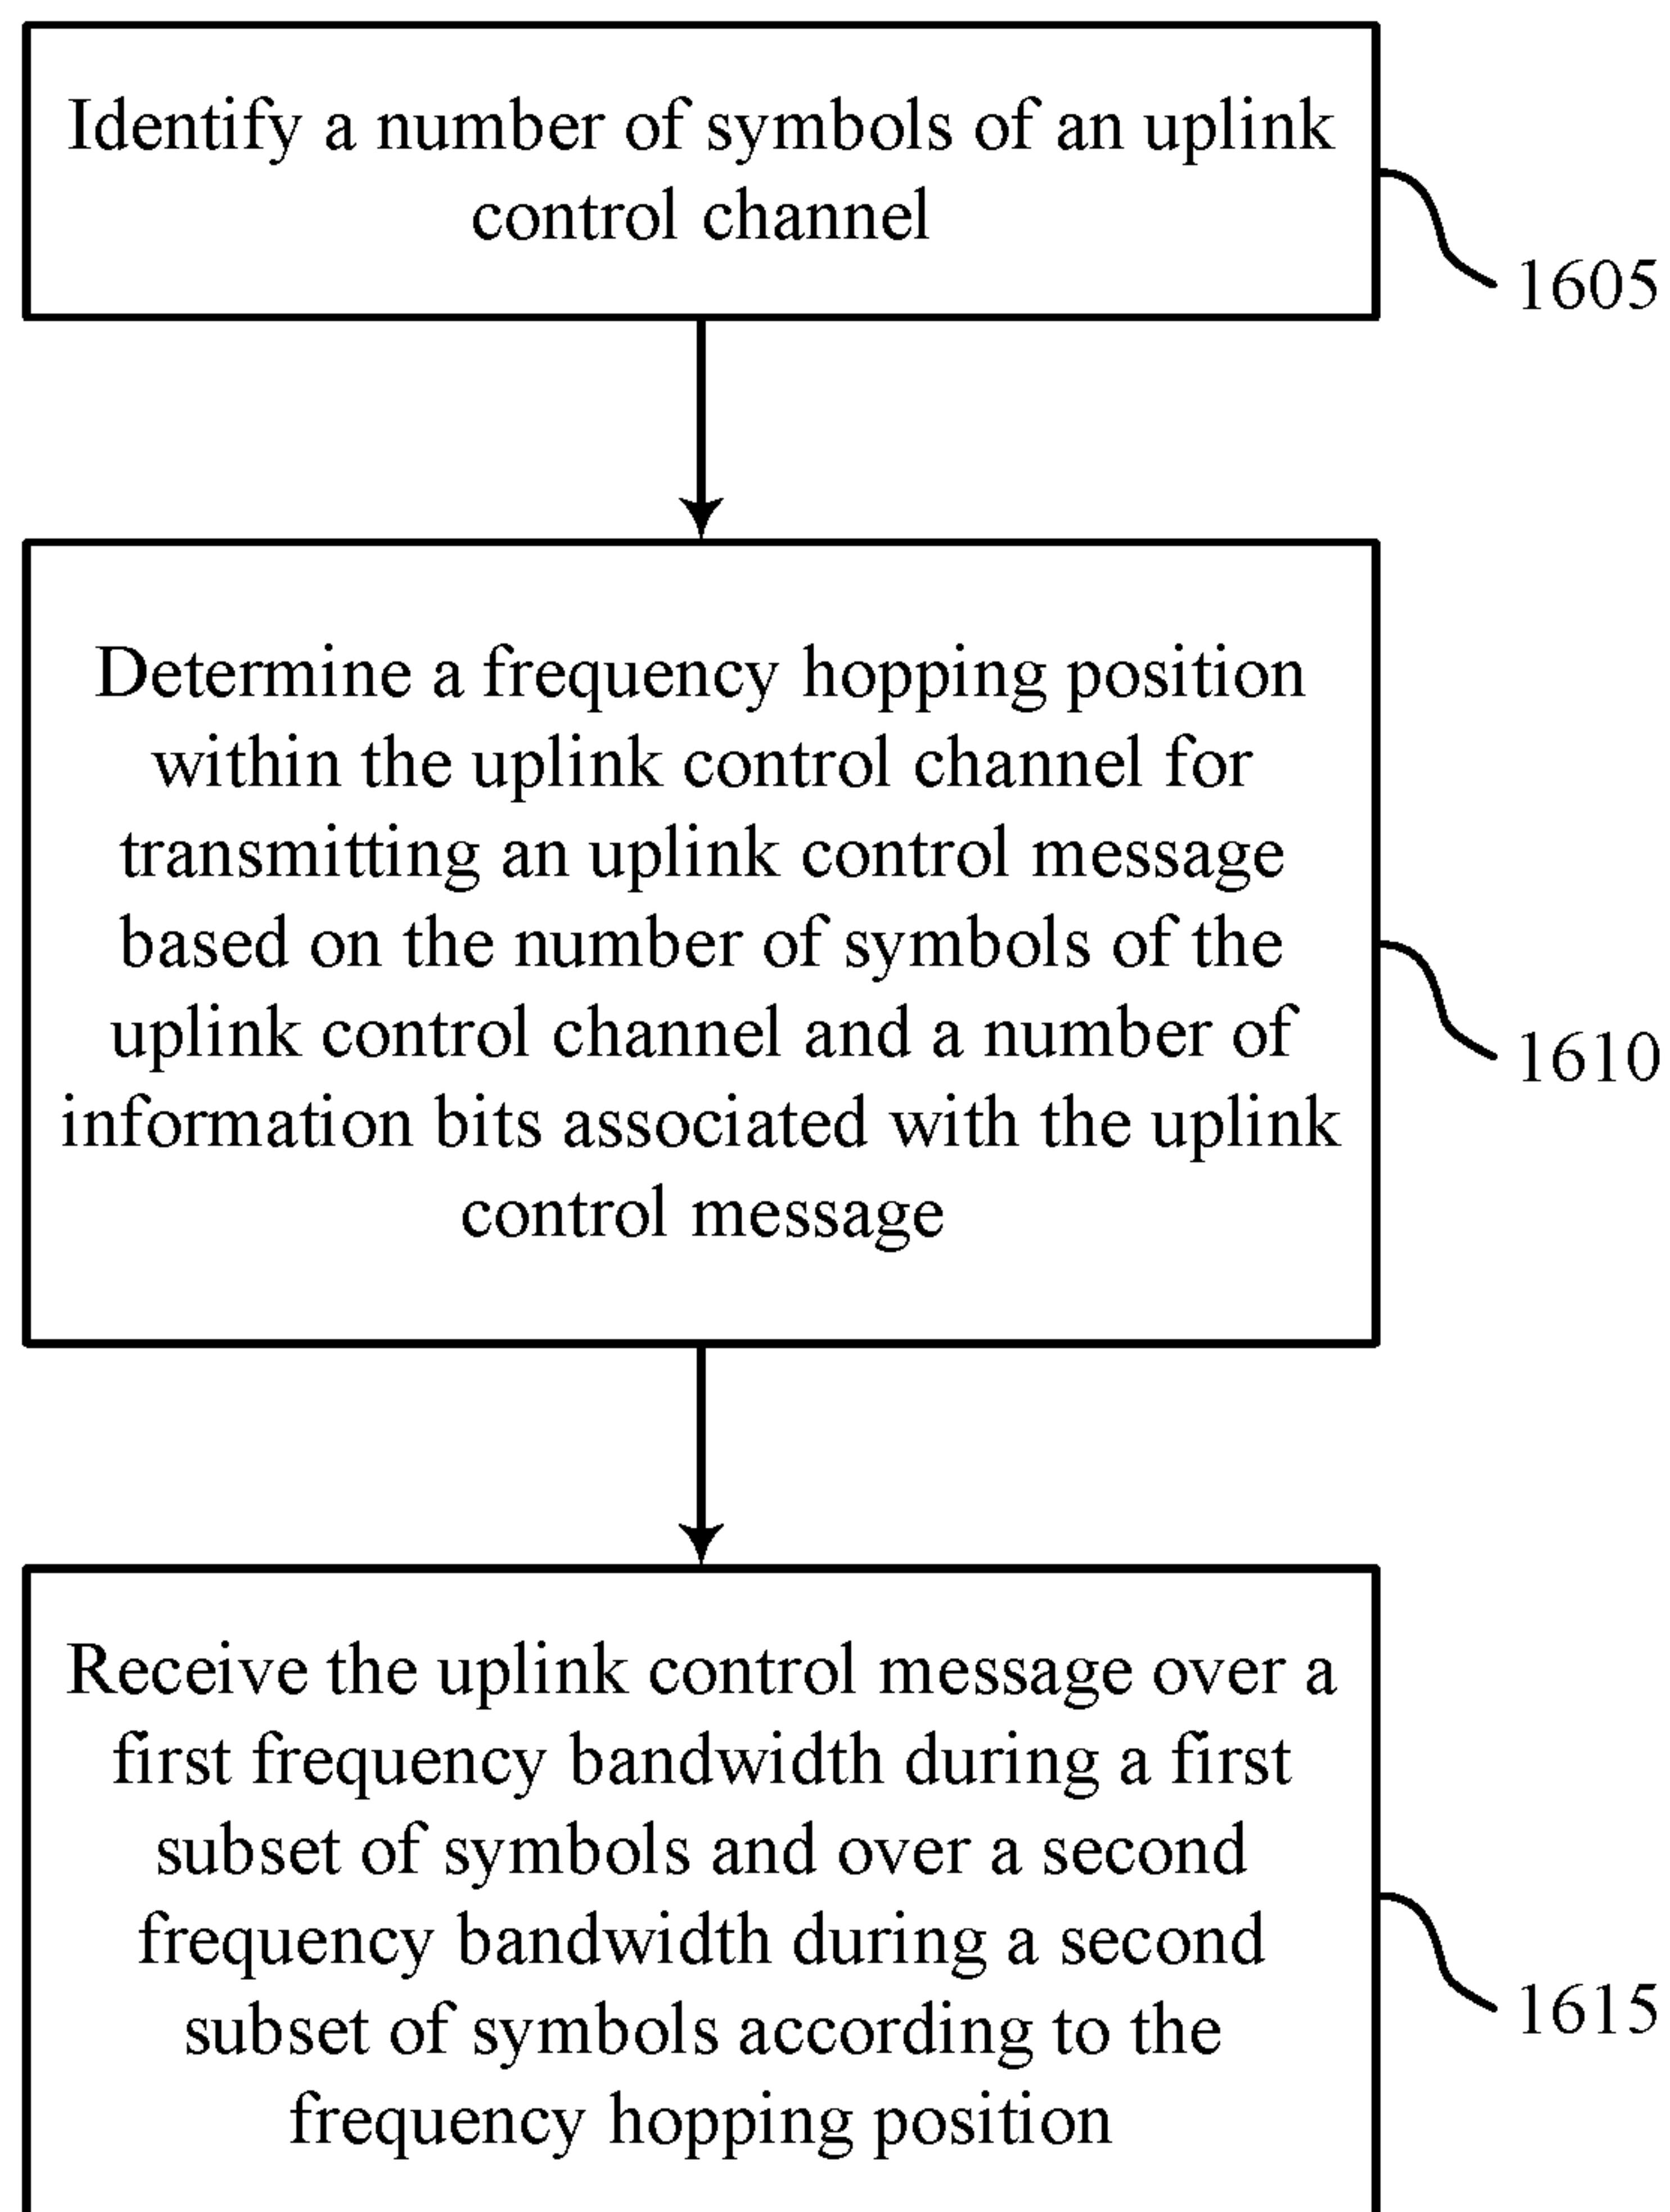 Identify a number of symbols of an uplink
control channel
1605
Determine a frequency hopping position
within the uplink control channel for
transmitting an uplink control message
based on the number of symbols of the
uplink control channel and a number of
information bits associated with the uplink
control message
1610
Receive the uplink control message over a
first frequency bandwidth during a first
subset of symbols and over a second
frequency bandwidth during a second
subset of symbols according to the
frequency hopping position
1615